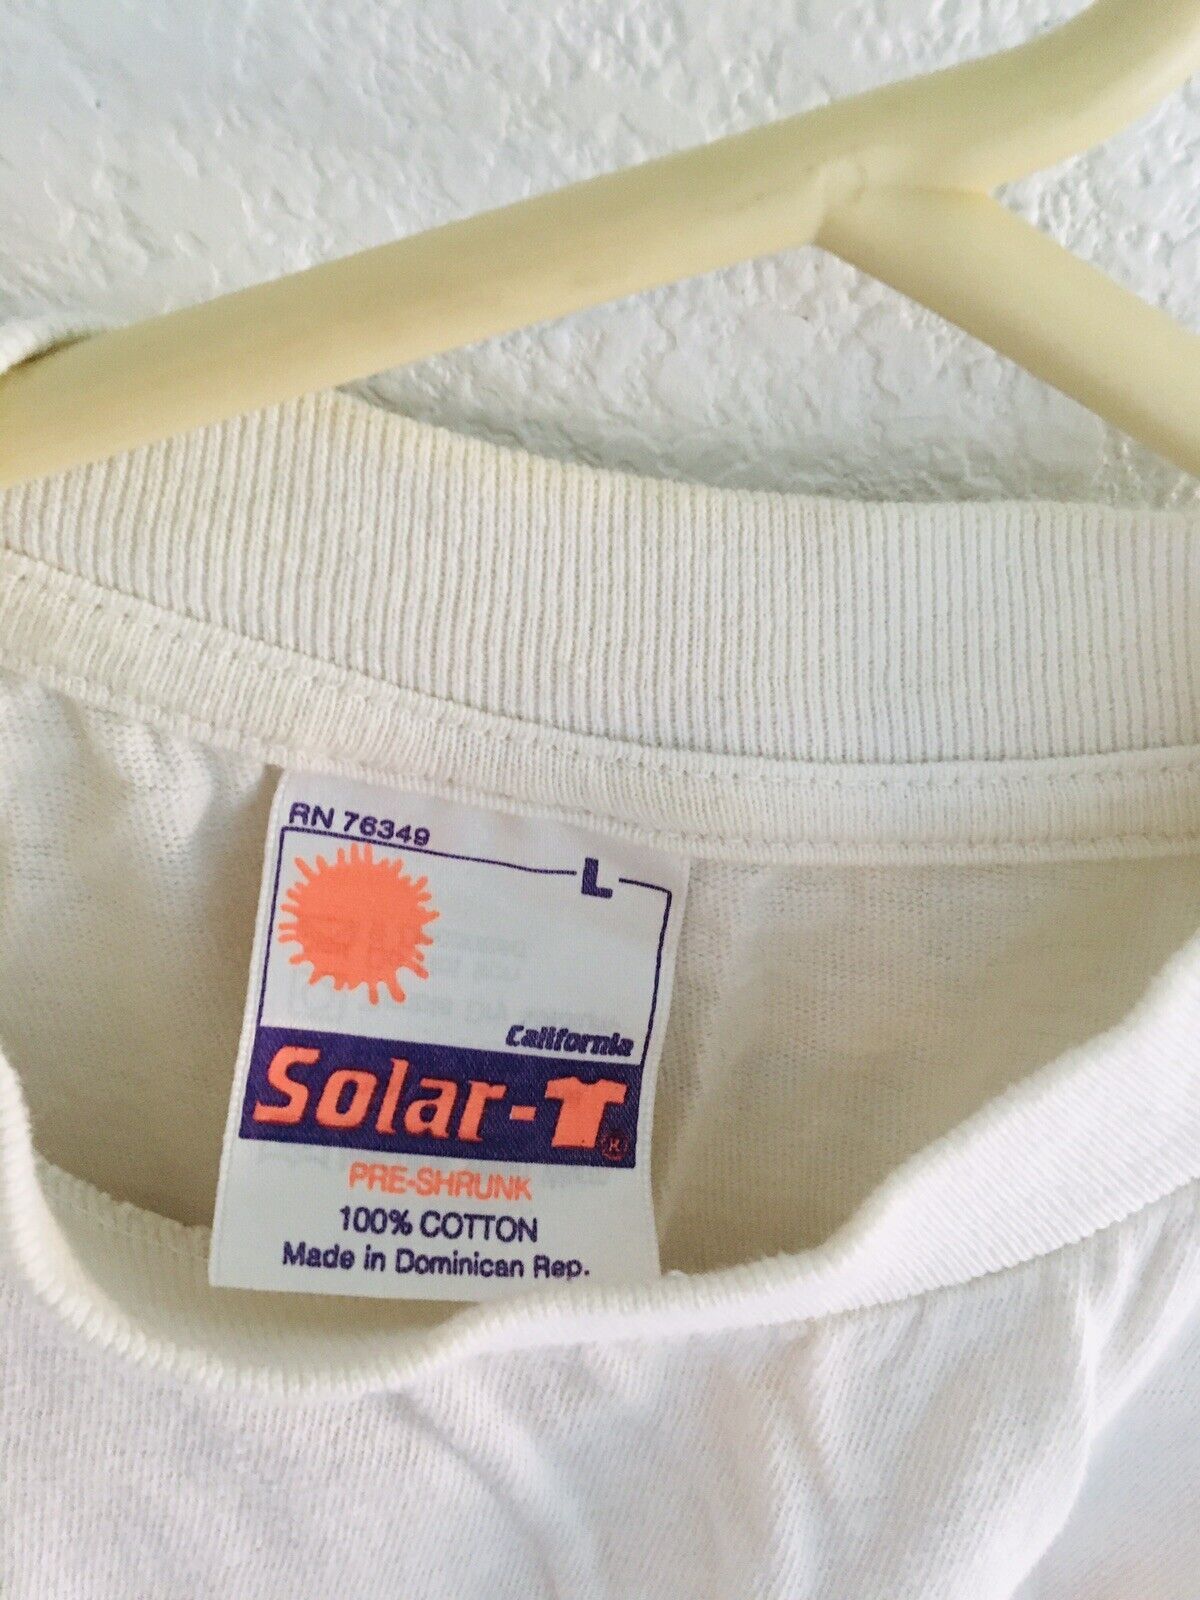 RN 76349
L
California
Solar-T®
PRE-SHRUNK
100% COTTON
Made in Dominican Rep.